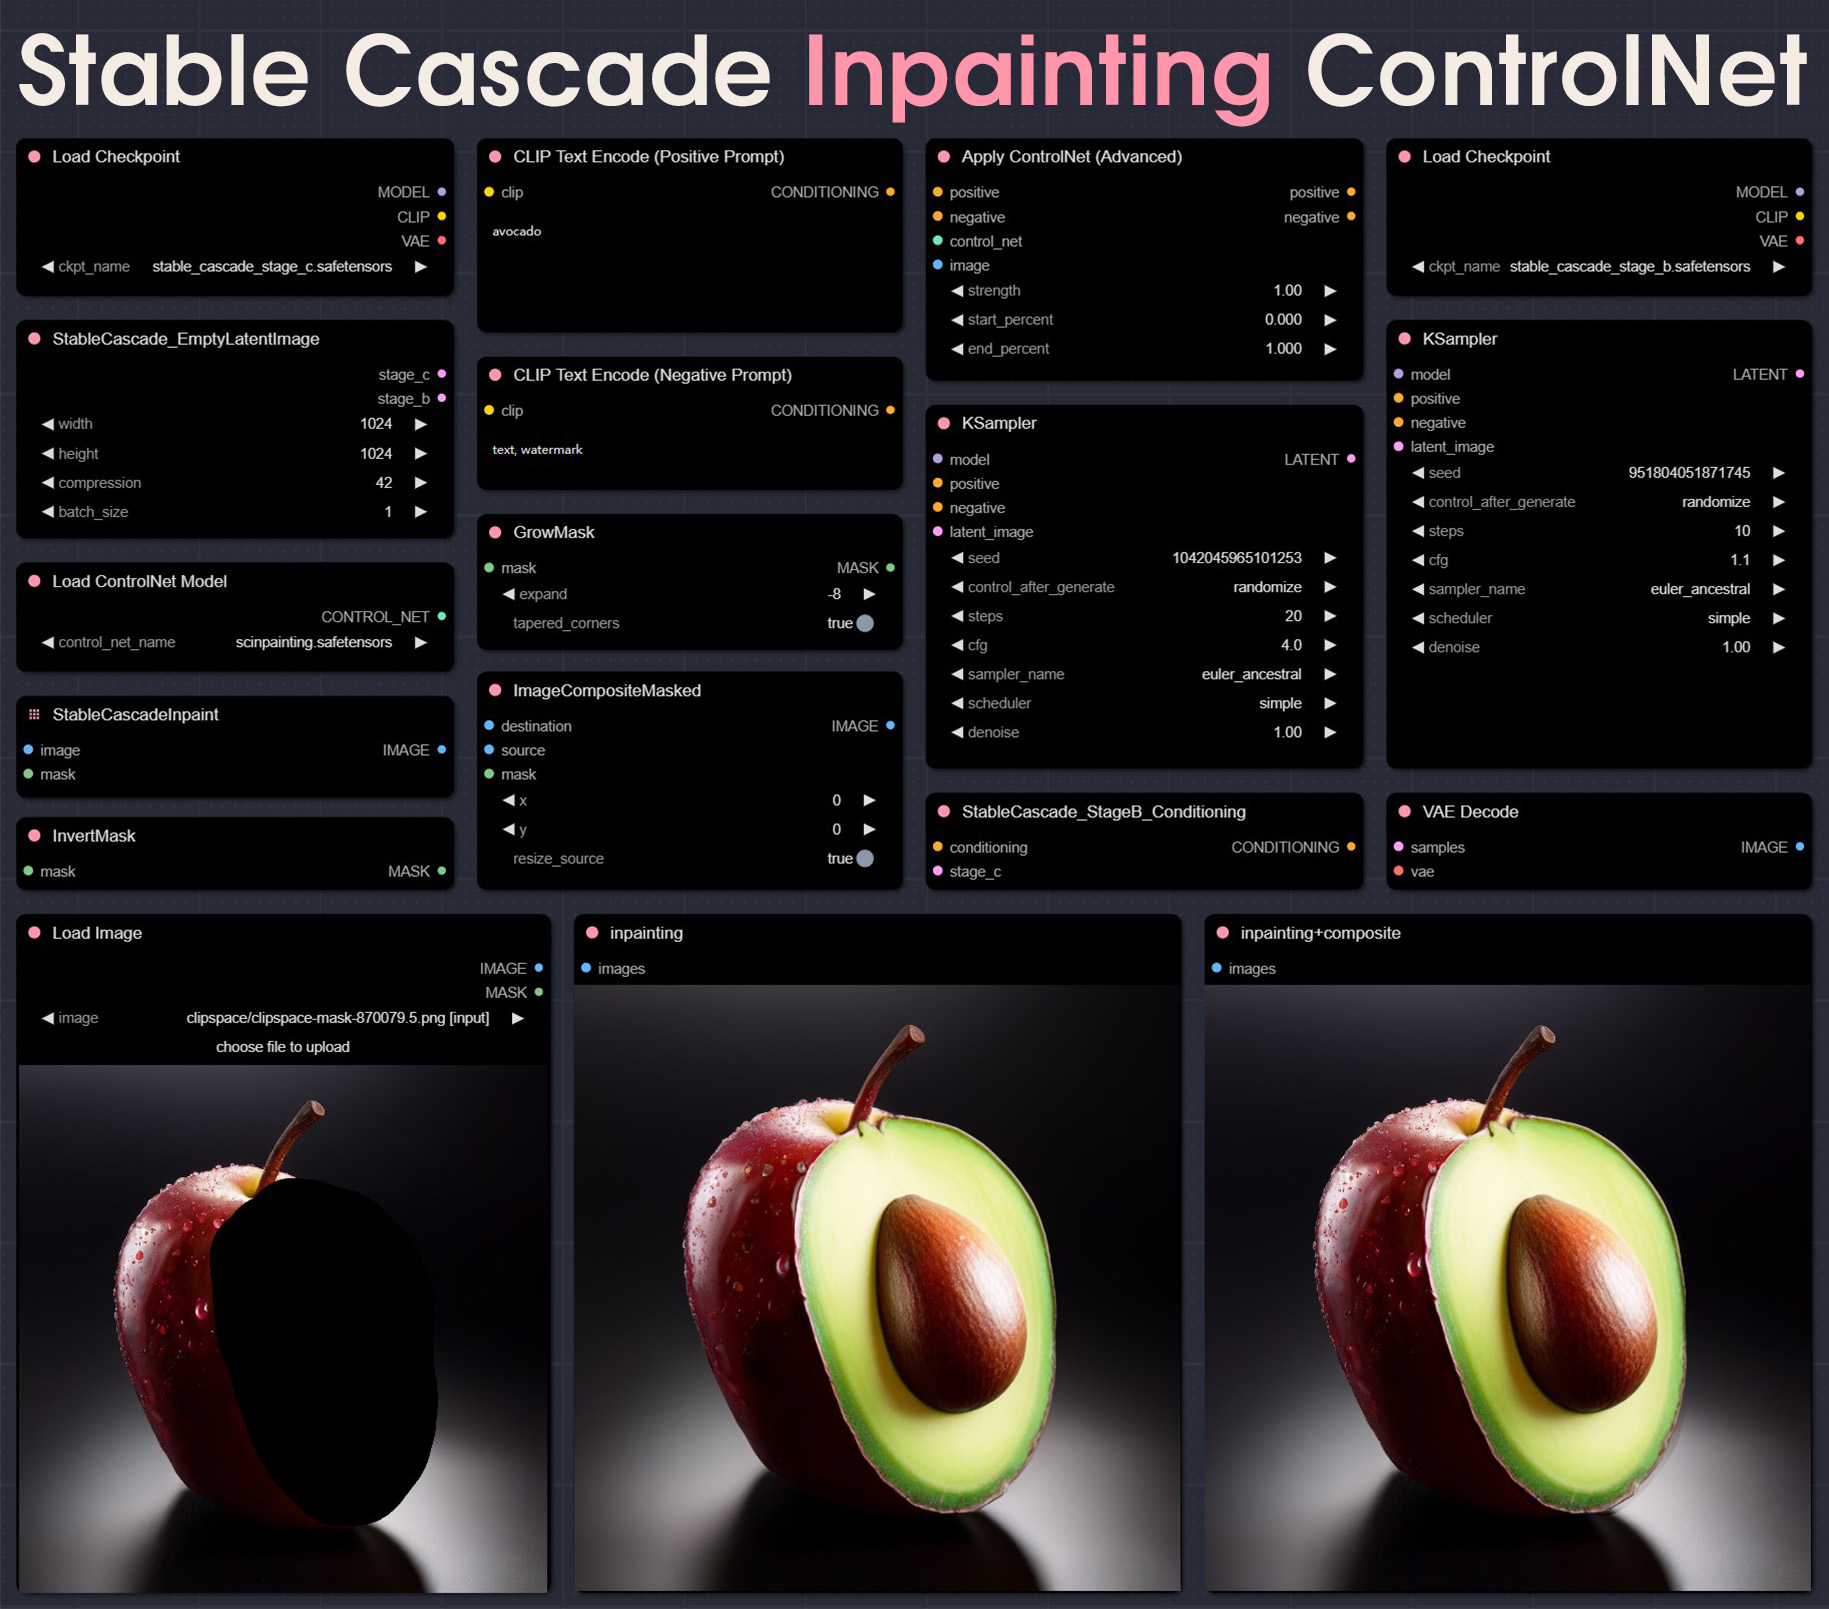 Stable Cascade Inpainting ControlNet
Load Checkpoint
MODEL
CLIP
VAE
ckpt_name stable_cascade_stage_c.safetensors
StableCascade_EmptyLatentImage
stage_c
stage_b
width 1024
height 1024
compression 42
batch_size 1
Load ControlNet Model
CONTROL_NET
control_net_name scinpainting.safetensors
StableCascadeInpaint
image IMAGE
mask
InvertMask
mask MASK
CLIP Text Encode (Positive Prompt)
clip CONDITIONING
avocado
CLIP Text Encode (Negative Prompt)
clip CONDITIONING
text, watermark
GrowMask
mask MASK
expand -8
tapered_corners true
ImageCompositeMasked
destination IMAGE
source
mask
x 0
y 0
resize_source true
Apply ControlNet (Advanced)
positive positive
negative negative
control_net
image
strength 1.00
start_percent 0.000
end_percent 1.000
KSampler
model LATENT
positive
negative
latent_image
seed 1042045965101253
control_after_generate randomize
steps 20
cfg 4.0
sampler_name euler_ancestral
scheduler simple
denoise 1.00
StableCascade_StageB_Conditioning
conditioning CONDITIONING
stage_c
Load Checkpoint
MODEL
CLIP
VAE
ckpt_name stable_cascade_stage_b.safetensors
KSampler
model LATENT
positive
negative
latent_image
seed 951804051871745
control_after_generate randomize
steps 10
cfg 1.1
sampler_name euler_ancestral
scheduler simple
denoise 1.00
VAE Decode
samples IMAGE
vae
Load Image
IMAGE
MASK
image clipspace/clipspace-mask-870079.5.png [input]
choose file to upload
inpainting
images
inpainting+composite
images